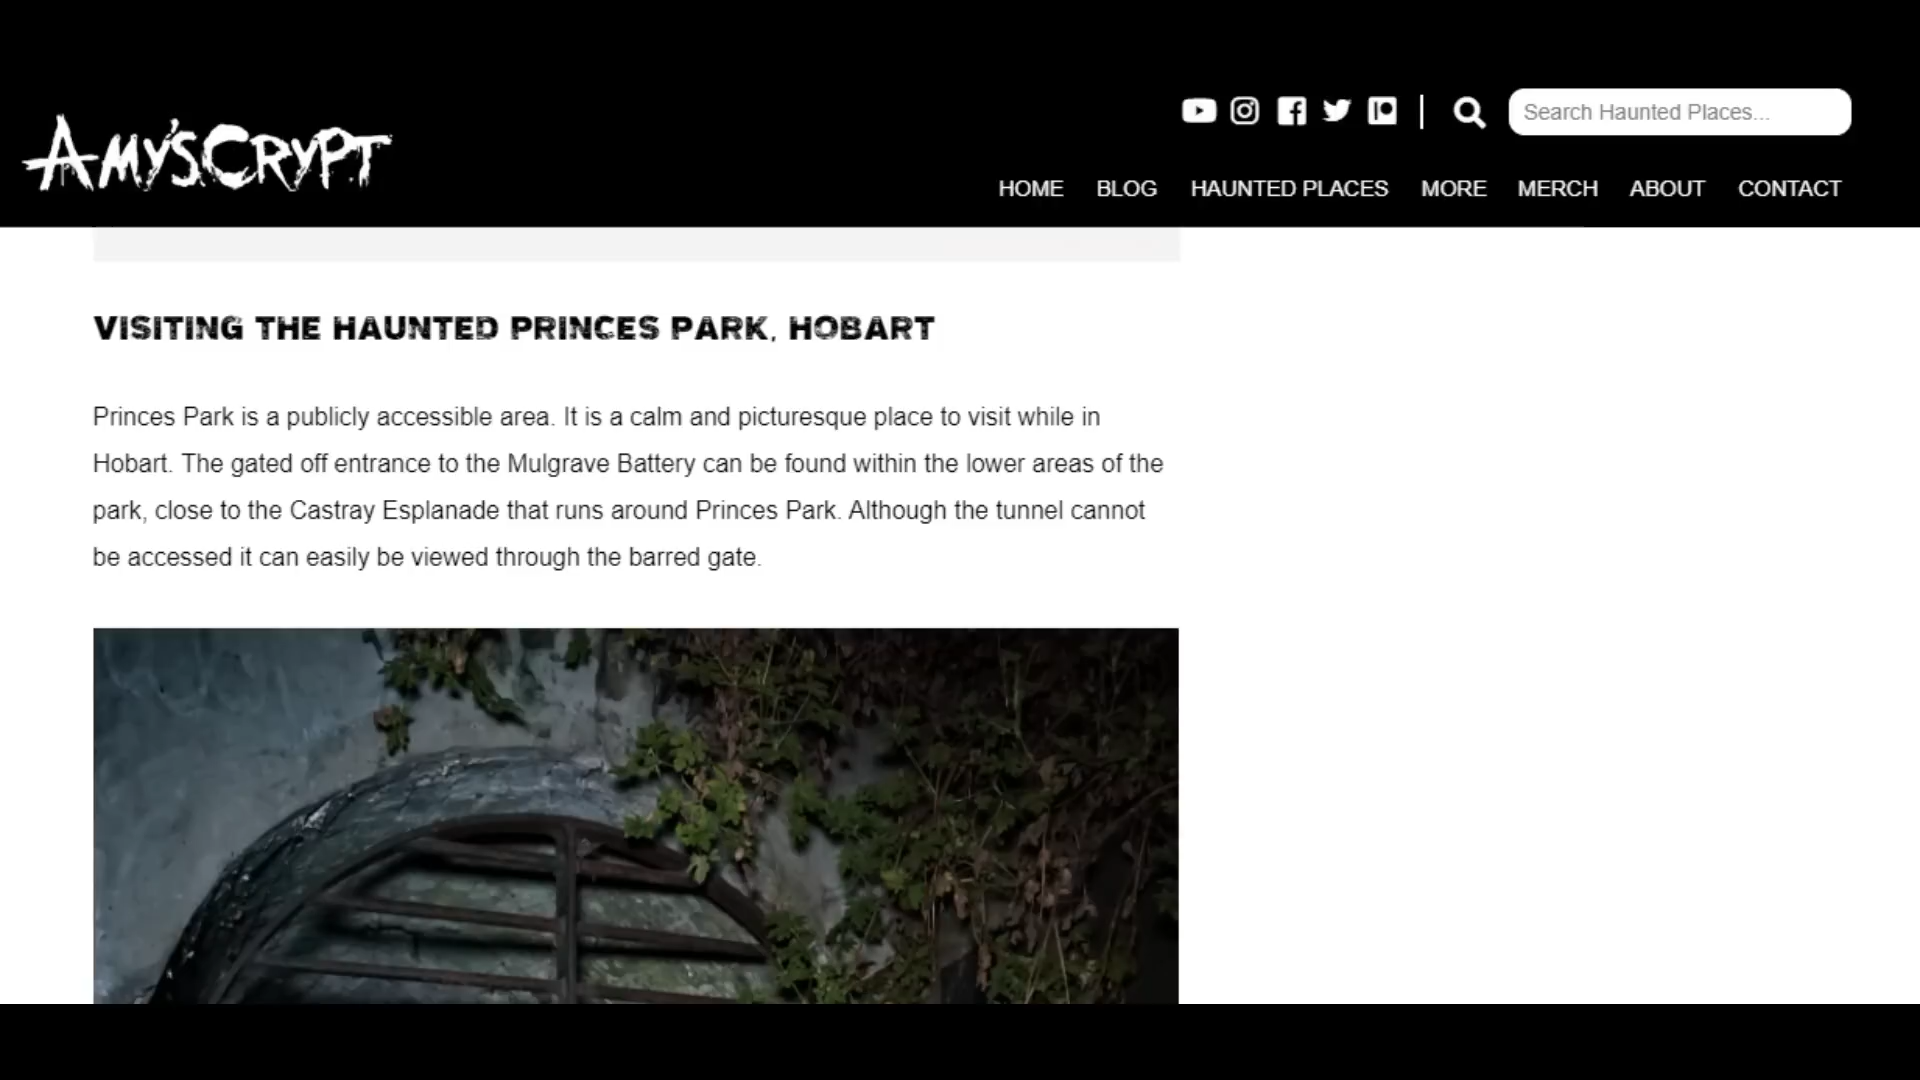 AMY'SCRYPT
Search Haunted Places...
HOME BLOG HAUNTED PLACES MORE MERCH ABOUT CONTACT
VISITING THE HAUNTED PRINCES PARK, HOBART
Princes Park is a publicly accessible area. It is a calm and picturesque place to visit while in
Hobart. The gated off entrance to the Mulgrave Battery can be found within the lower areas of the
park, close to the Castray Esplanade that runs around Princes Park. Although the tunnel cannot
be accessed it can easily be viewed through the barred gate.